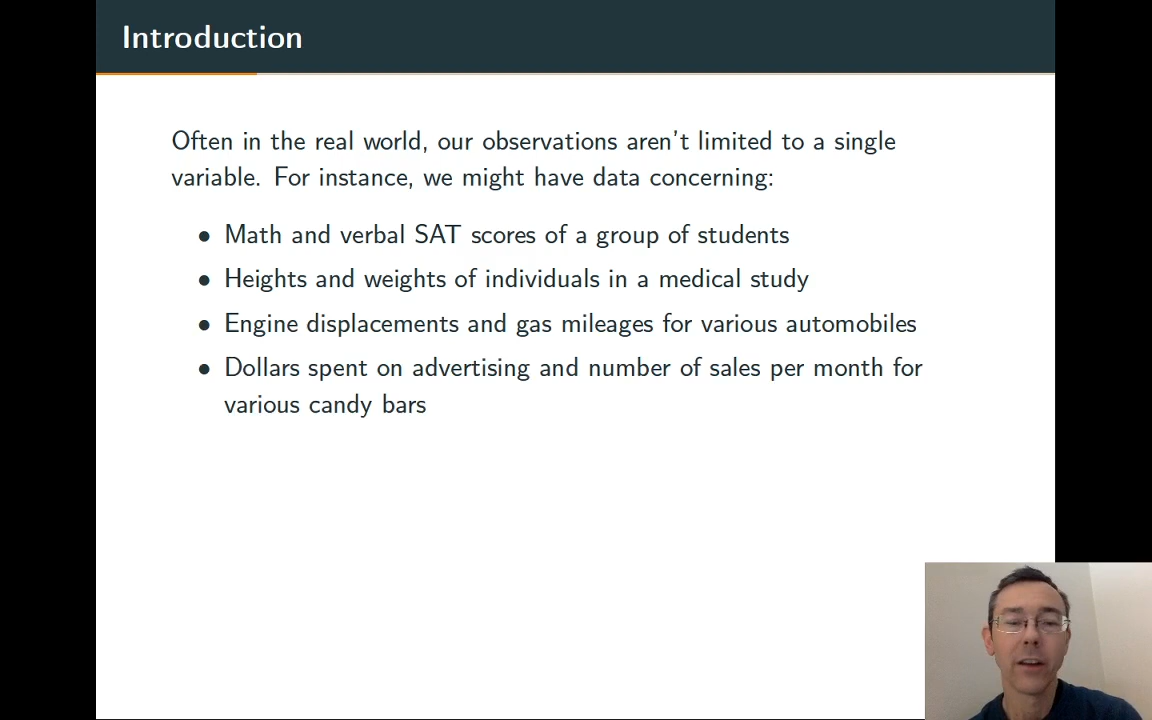 Introduction
Often in the real world, our observations aren't limited to a single
variable. For instance, we might have data concerning:
• Math and verbal SAT scores of a group of students
• Heights and weights of individuals in a medical study
• Engine displacements and gas mileages for various automobiles
• Dollars spent on advertising and number of sales per month for
various candy bars